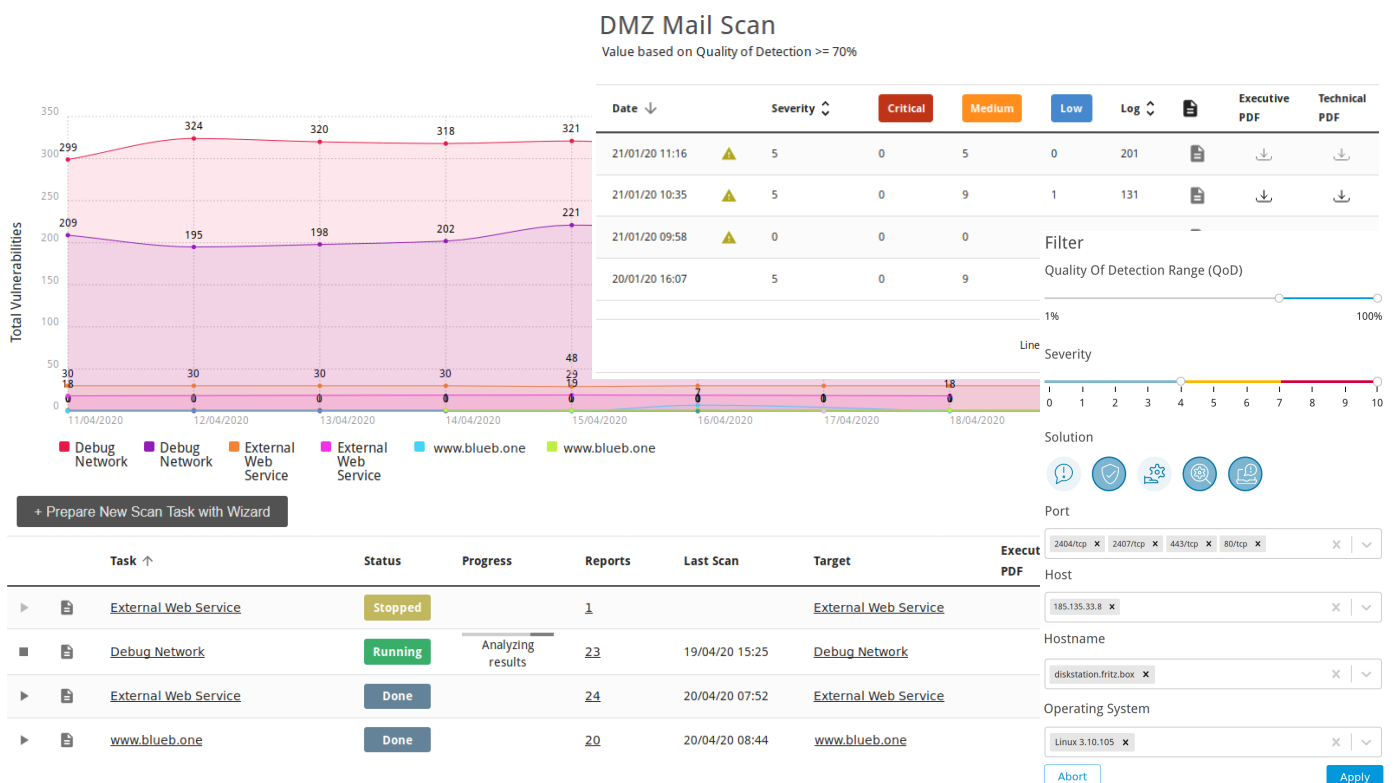 DMZ Mail Scan
Value based on Quality of Detection >= 70%
Date Severity Critical Medium Low Log Executive PDF Technical PDF
21/01/20 11:16 5 0 5 0 201
21/01/20 10:35 5 0 9 1 131
21/01/20 09:58 0 0 0
20/01/20 16:07 5 0 9
Line
Total Vulnerabilities
350
300
250
200
150
100
50
0
299 324 320 318 321
209 195 198 202 221
48
30 30 30 30 29
18 19 7 18
0 0 0 0 0 0 0 0
11/04/2020 12/04/2020 13/04/2020 14/04/2020 15/04/2020 16/04/2020 17/04/2020 18/04/2020
Debug Network
Debug Network
External Web Service
External Web Service
www.blueb.one
www.blueb.one
+ Prepare New Scan Task with Wizard
Task Status Progress Reports Last Scan Target Execut PDF
External Web Service Stopped 1 External Web Service
Debug Network Running Analyzing results 23 19/04/20 15:25 Debug Network
External Web Service Done 24 20/04/20 07:52 External Web Service
www.blueb.one Done 20 20/04/20 08:44 www.blueb.one
Filter
Quality Of Detection Range (QoD)
1% 100%
Severity
0 1 2 3 4 5 6 7 8 9 10
Solution
Port
2404/tcp 2407/tcp 443/tcp 80/tcp
Host
185.135.33.8
Hostname
diskstation.fritz.box
Operating System
Linux 3.10.105
Abort Apply